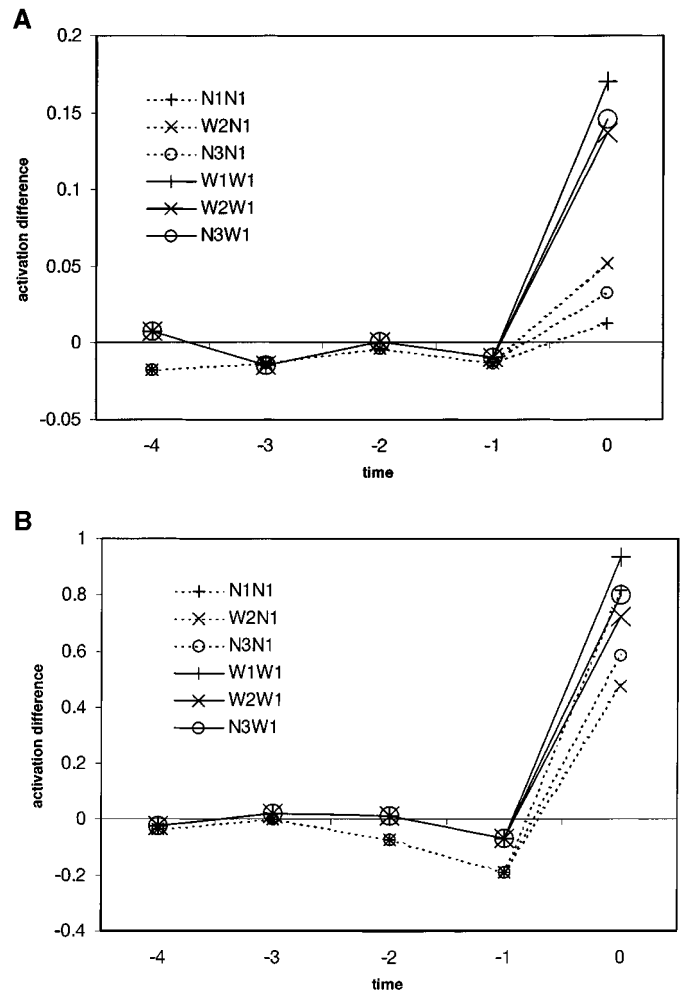 A
0.2
0.15
0.1
0.05
0
-0.05
activation difference
N1N1
W2N1
N3N1
W1W1
W2W1
N3W1
-4 -3 -2 -1 0
time
B
1
0.8
0.6
0.4
0.2
0
-0.2
-0.4
activation difference
N1N1
W2N1
N3N1
W1W1
W2W1
N3W1
-4 -3 -2 -1 0
time